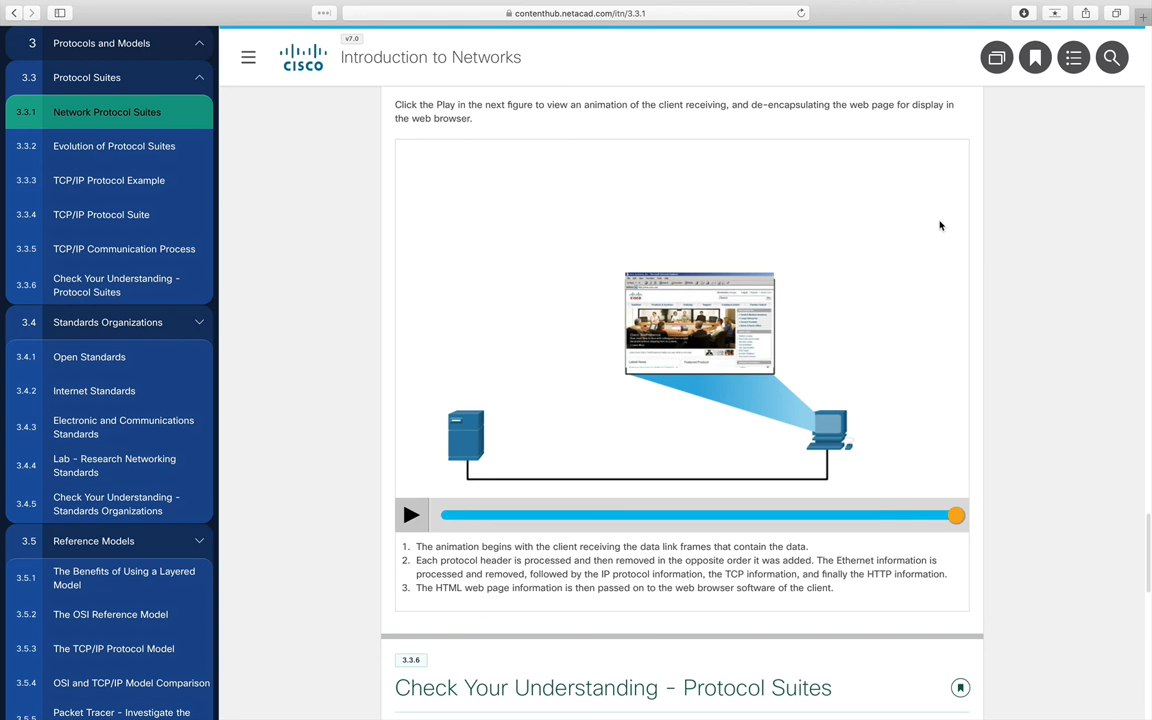 contenthub.netacad.com/itn/3.3.1
3 Protocols and Models
3.3 Protocol Suites
3.3.1 Network Protocol Suites
3.3.2 Evolution of Protocol Suites
3.3.3 TCP/IP Protocol Example
3.3.4 TCP/IP Protocol Suite
3.3.5 TCP/IP Communication Process
3.3.6 Check Your Understanding -
Protocol Suites
3.4 Standards Organizations
3.4.1 Open Standards
3.4.2 Internet Standards
3.4.3 Electronic and Communications
Standards
3.4.4 Lab - Research Networking
Standards
3.4.5 Check Your Understanding -
Standards Organizations
3.5 Reference Models
3.5.1 The Benefits of Using a Layered
Model
3.5.2 The OSI Reference Model
3.5.3 The TCP/IP Protocol Model
3.5.4 OSI and TCP/IP Model Comparison
3.5.5 Packet Tracer - Investigate the
CISCO
v7.0
Introduction to Networks
Click the Play in the next figure to view an animation of the client receiving, and de-encapsulating the web page for display in
the web browser.
1. The animation begins with the client receiving the data link frames that contain the data.
2. Each protocol header is processed and then removed in the opposite order it was added. The Ethernet information is
processed and removed, followed by the IP protocol information, the TCP information, and finally the HTTP information.
3. The HTML web page information is then passed on to the web browser software of the client.
3.3.6
Check Your Understanding - Protocol Suites